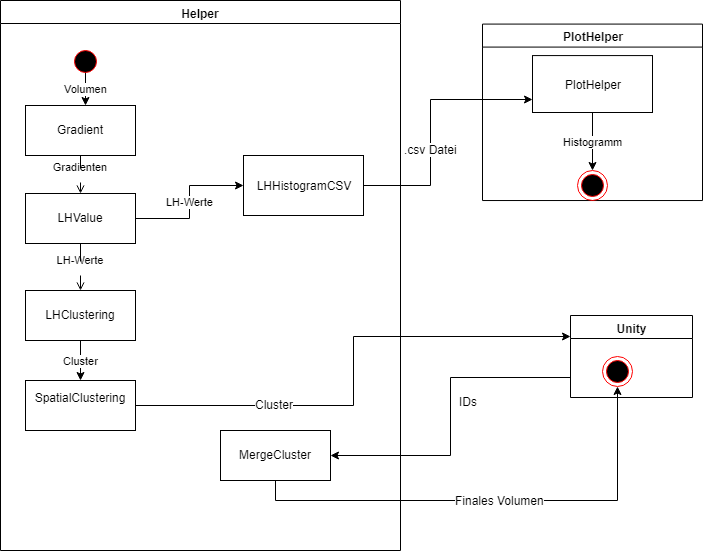 Helper
Volumen
Gradient
Gradienten
LHValue
LH-Werte
LHHistogramCSV
LH-Werte
LHClustering
Cluster
SpatialClustering
Cluster
MergeCluster
Finales Volumen
.csv Datei
PlotHelper
PlotHelper
Histogramm
Unity
IDs